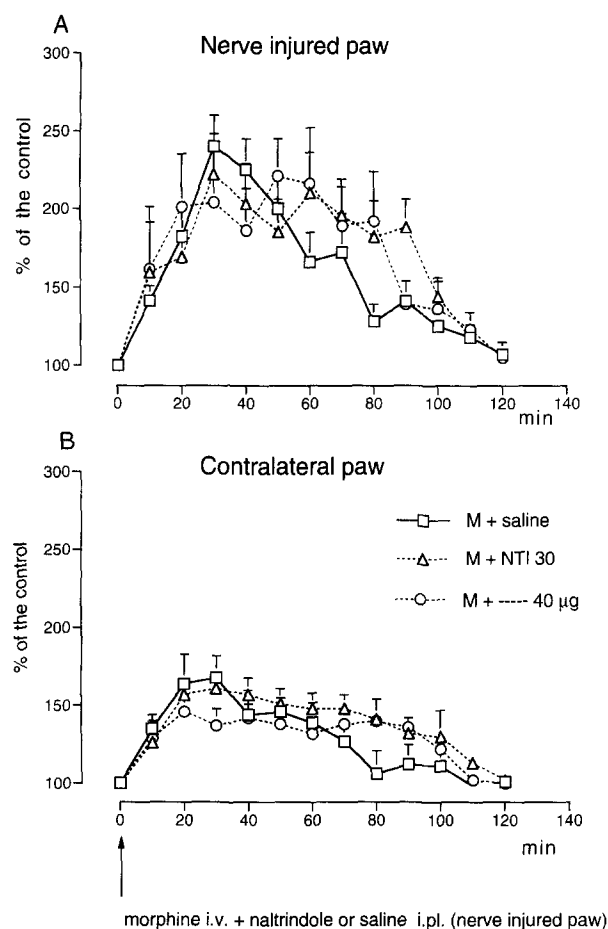 A
Nerve injured paw
300
250
200
150
100
% of the control
0 20 40 60 80 100 120 140
min
B
Contralateral paw
300
250
200
150
100
% of the control
M + saline
M + NTI 30
M + ---- 40 µg
0 20 40 60 80 100 120 140
min
morphine i.v. + naltrindole or saline i.pl. (nerve injured paw)